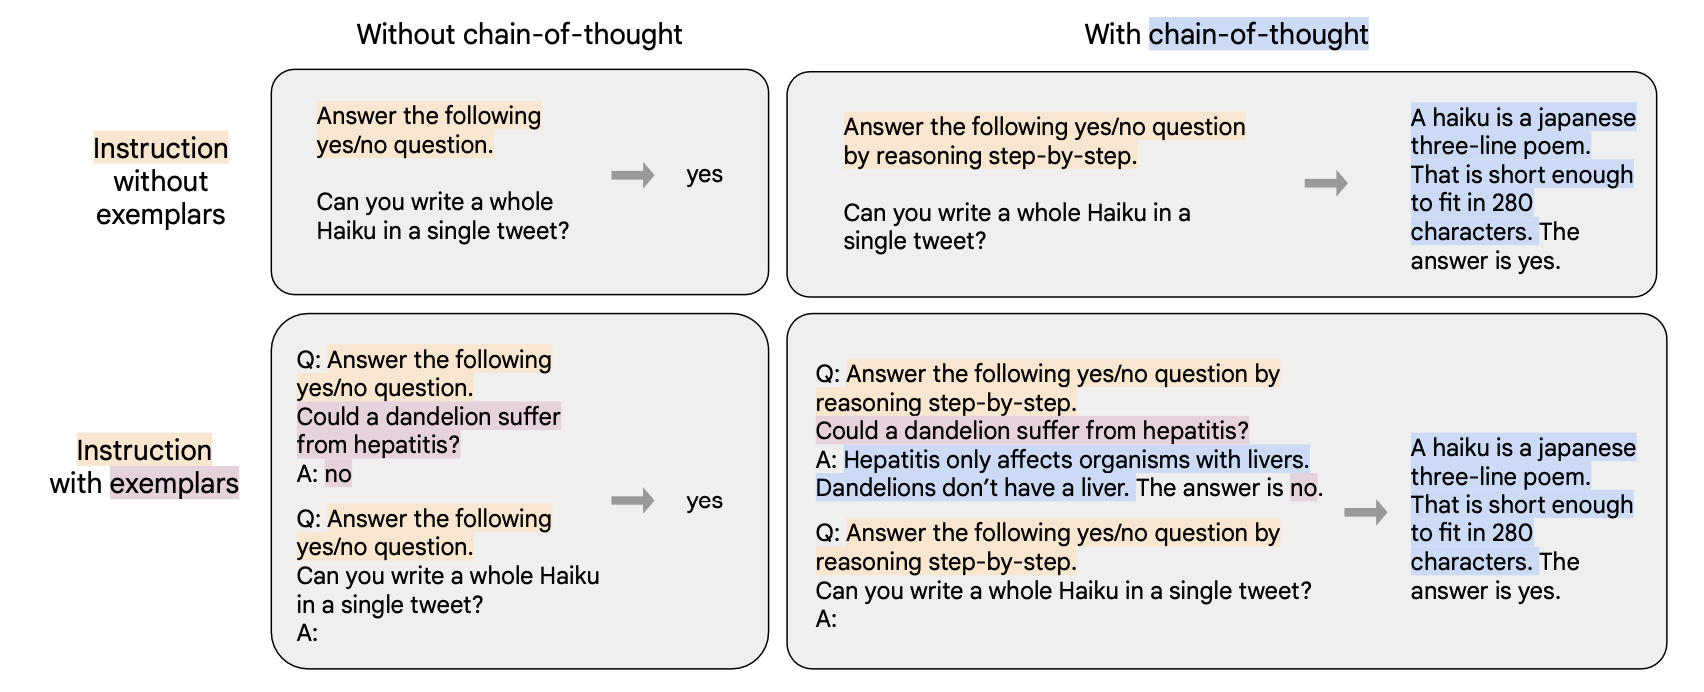 Without chain-of-thought
With chain-of-thought
Instruction
without
exemplars
Answer the following
yes/no question.
Can you write a whole
Haiku in a single tweet?
yes
Answer the following yes/no question
by reasoning step-by-step.
Can you write a whole Haiku in a
single tweet?
A haiku is a japanese
three-line poem.
That is short enough
to fit in 280
characters. The
answer is yes.
Instruction
with exemplars
Q: Answer the following
yes/no question.
Could a dandelion suffer
from hepatitis?
A: no
Q: Answer the following
yes/no question.
Can you write a whole Haiku
in a single tweet?
A:
yes
Q: Answer the following yes/no question by
reasoning step-by-step.
Could a dandelion suffer from hepatitis?
A: Hepatitis only affects organisms with livers.
Dandelions don’t have a liver. The answer is no.
Q: Answer the following yes/no question by
reasoning step-by-step.
Can you write a whole Haiku in a single tweet?
A:
A haiku is a japanese
three-line poem.
That is short enough
to fit in 280
characters. The
answer is yes.